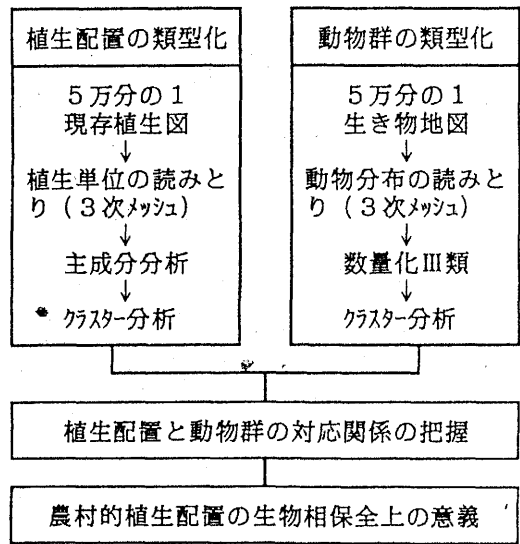 植生配置の類型化
5万分の1
現存植生図
↓
植生単位の読みと
り（3次メッシュ）
↓
主成分分析
↓
クラスター分析
動物群の類型化
5万分の1
生き物地図
↓
動物分布の読みと
り（3次メッシュ）
↓
数量化III類
↓
クラスター分析
植生配置と動物群の対応関係の把握
農村的植生配置の生物相保全上の意義